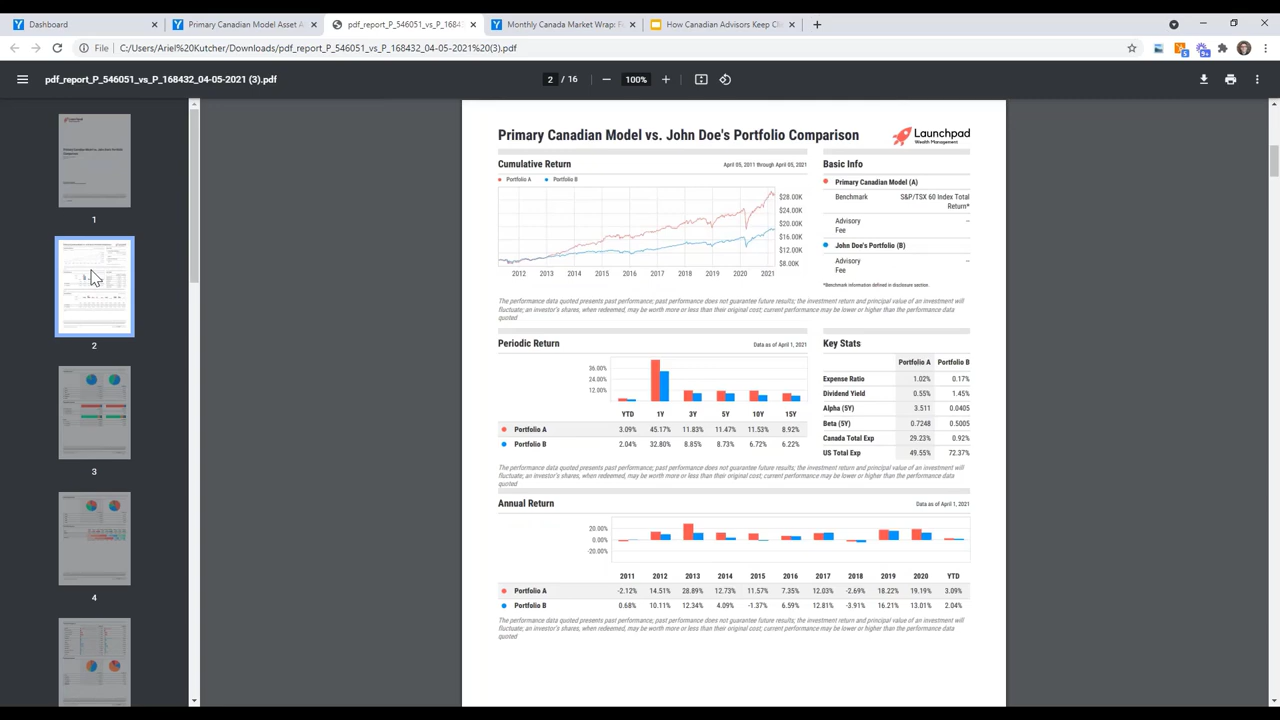 Dashboard
Primary Canadian Model Asset A
pdf_report_P_546051_vs_P_1684
Monthly Canada Market Wrap: F
How Canadian Advisors Keep Cl
File
C:/Users/Ariel%20Kutcher/Downloads/pdf_report_P_546051_vs_P_168432_04-05-2021%20(3).pdf
pdf_report_P_546051_vs_P_168432_04-05-2021 (3).pdf
2 / 16
100%
1
2
3
4
Primary Canadian Model vs. John Doe's Portfolio Comparison
Launchpad
Wealth Management
Cumulative Return
April 05, 2011 through April 05, 2021
Portfolio A
Portfolio B
$28.00K
$24.00K
$20.00K
$16.00K
$12.00K
$8.00K
2012 2013 2014 2015 2016 2017 2018 2019 2020 2021
The performance data quoted presents past performance; past performance does not guarantee future results; the investment return and principal value of an investment will
fluctuate; an investor's shares, when redeemed, may be worth more or less than their original cost; current performance may be lower or higher than the performance data
quoted
Basic Info
Primary Canadian Model (A)
Benchmark S&P/TSX 60 Index Total
Return*
Advisory –
Fee
John Doe's Portfolio (B)
Advisory –
Fee
*Benchmark information defined in disclosure section.
Periodic Return
Data as of April 1, 2021
36.00%
24.00%
12.00%
YTD 1Y 3Y 5Y 10Y 15Y
Portfolio A 3.09% 45.17% 11.83% 11.47% 11.53% 8.92%
Portfolio B 2.04% 32.80% 8.85% 8.73% 6.72% 6.22%
The performance data quoted presents past performance; past performance does not guarantee future results; the investment return and principal value of an investment will
fluctuate; an investor's shares, when redeemed, may be worth more or less than their original cost; current performance may be lower or higher than the performance data
quoted
Key Stats
Portfolio A Portfolio B
Expense Ratio 1.02% 0.17%
Dividend Yield 0.55% 1.45%
Alpha (5Y) 3.511 0.0405
Beta (5Y) 0.7248 0.5005
Canada Total Exp 29.23% 0.92%
US Total Exp 49.55% 72.37%
Annual Return
Data as of April 1, 2021
20.00%
0.00%
-20.00%
2011 2012 2013 2014 2015 2016 2017 2018 2019 2020 YTD
Portfolio A -2.12% 14.51% 28.89% 12.73% 11.57% 7.35% 12.03% -2.69% 18.22% 19.19% 3.09%
Portfolio B 0.68% 10.11% 12.34% 4.09% -1.37% 6.59% 12.81% -3.91% 16.21% 13.01% 2.04%
The performance data quoted presents past performance; past performance does not guarantee future results; the investment return and principal value of an investment will
fluctuate; an investor's shares, when redeemed, may be worth more or less than their original cost; current performance may be lower or higher than the performance data
quoted